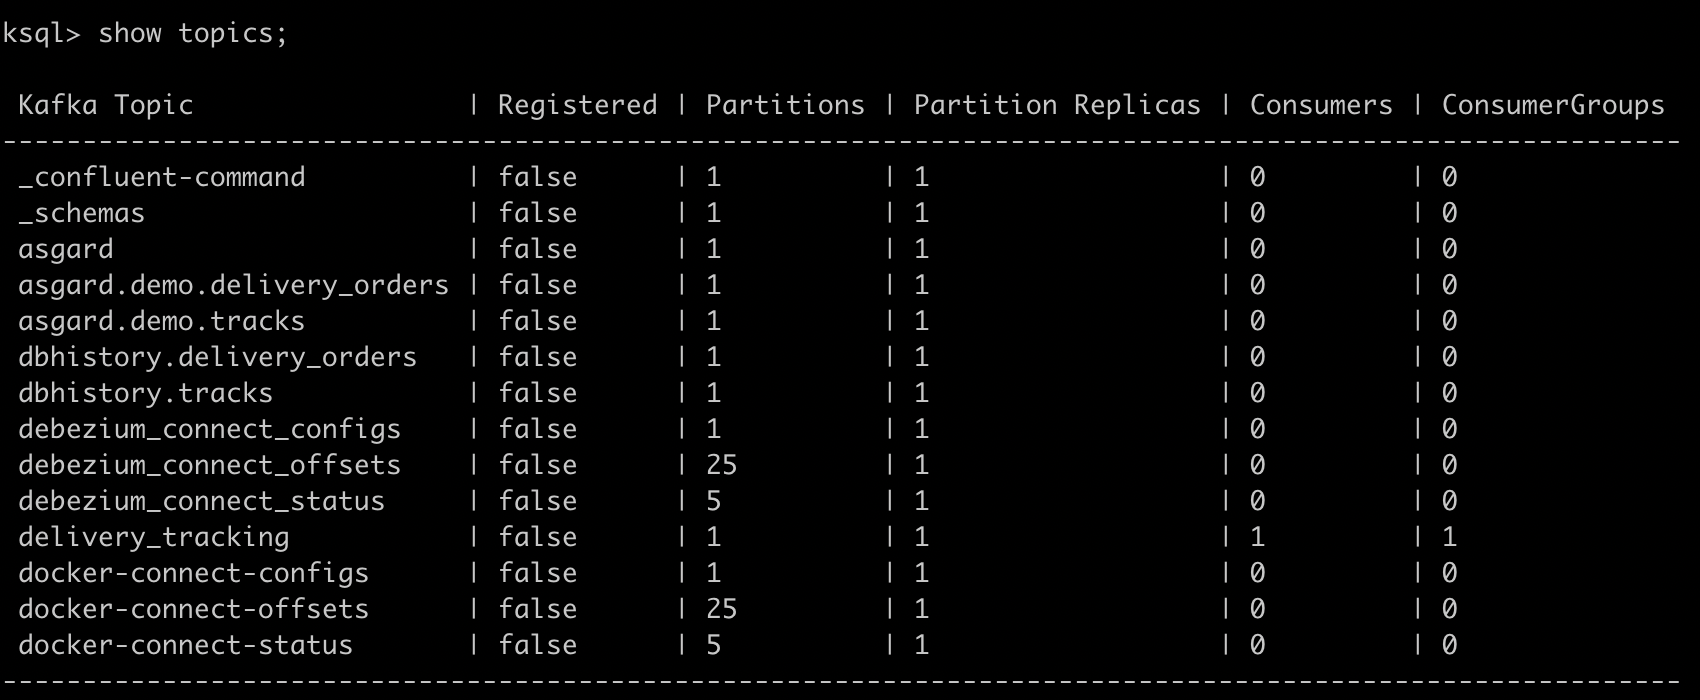 ksql> show topics;
 Kafka Topic                 | Registered | Partitions | Partition Replicas | Consumers | ConsumerGroups
---------------------------------------------------------------------------------------------------------
 _confluent-command          | false      | 1          | 1                  | 0         | 0
 _schemas                    | false      | 1          | 1                  | 0         | 0
 asgard                      | false      | 1          | 1                  | 0         | 0
 asgard.demo.delivery_orders | false      | 1          | 1                  | 0         | 0
 asgard.demo.tracks          | false      | 1          | 1                  | 0         | 0
 dbhistory.delivery_orders   | false      | 1          | 1                  | 0         | 0
 dbhistory.tracks            | false      | 1          | 1                  | 0         | 0
 debezium_connect_configs    | false      | 1          | 1                  | 0         | 0
 debezium_connect_offsets    | false      | 25         | 1                  | 0         | 0
 debezium_connect_status     | false      | 5          | 1                  | 0         | 0
 delivery_tracking           | false      | 1          | 1                  | 1         | 1
 docker-connect-configs      | false      | 1          | 1                  | 0         | 0
 docker-connect-offsets      | false      | 25         | 1                  | 0         | 0
 docker-connect-status       | false      | 5          | 1                  | 0         | 0
---------------------------------------------------------------------------------------------------------